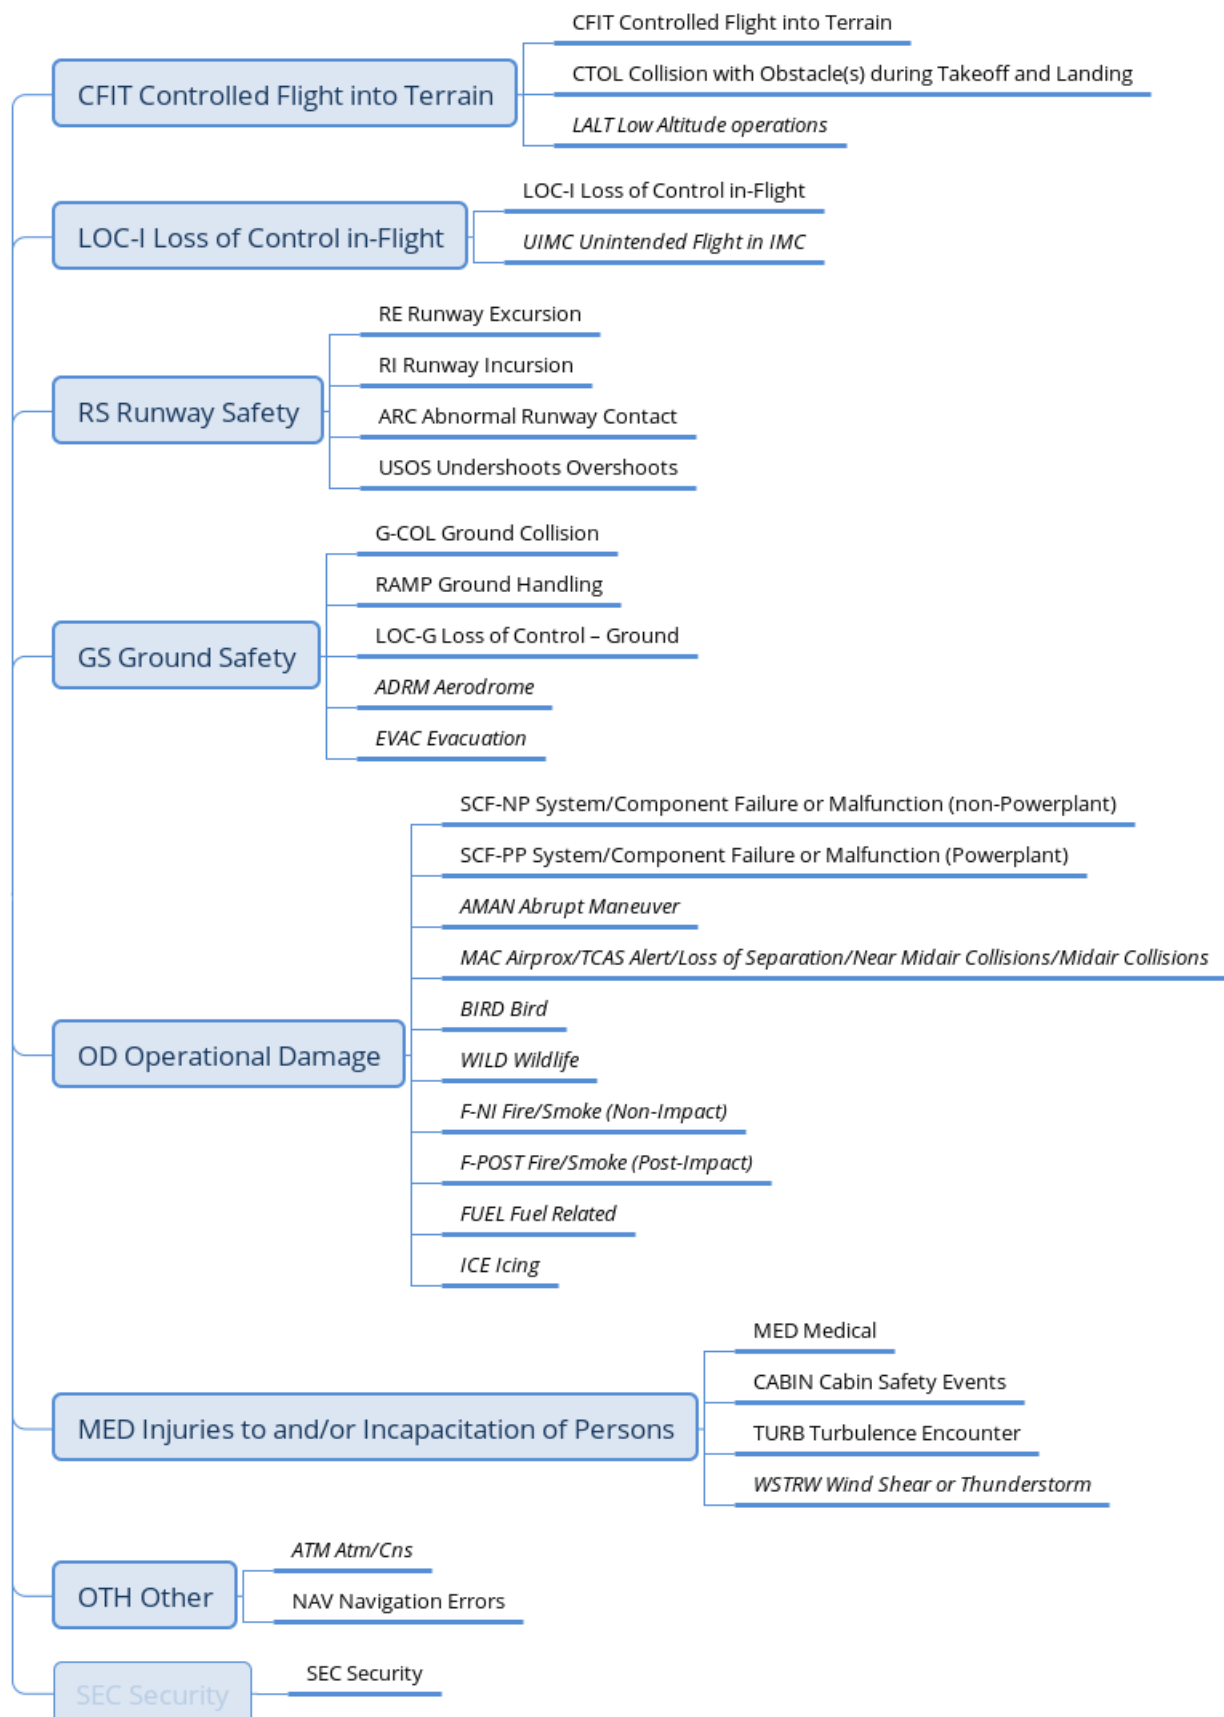 CFIT Controlled Flight into Terrain
CFIT Controlled Flight into Terrain
CTOL Collision with Obstacle(s) during Takeoff and Landing
LALT Low Altitude operations
LOC-I Loss of Control in-Flight
LOC-I Loss of Control in-Flight
UIMC Unintended Flight in IMC
RS Runway Safety
RE Runway Excursion
RI Runway Incursion
ARC Abnormal Runway Contact
USOS Undershoots Overshoots
GS Ground Safety
G-COL Ground Collision
RAMP Ground Handling
LOC-G Loss of Control – Ground
ADRM Aerodrome
EVAC Evacuation
OD Operational Damage
SCF-NP System/Component Failure or Malfunction (non-Powerplant)
SCF-PP System/Component Failure or Malfunction (Powerplant)
AMAN Abrupt Maneuver
MAC Airprox/TCAS Alert/Loss of Separation/Near Midair Collisions/Midair Collisions
BIRD Bird
WILD Wildlife
F-NI Fire/Smoke (Non-Impact)
F-POST Fire/Smoke (Post-Impact)
FUEL Fuel Related
ICE Icing
MED Injuries to and/or Incapacitation of Persons
MED Medical
CABIN Cabin Safety Events
TURB Turbulence Encounter
WSTRW Wind Shear or Thunderstorm
OTH Other
ATM Atm/Cns
NAV Navigation Errors
SEC Security
SEC Security